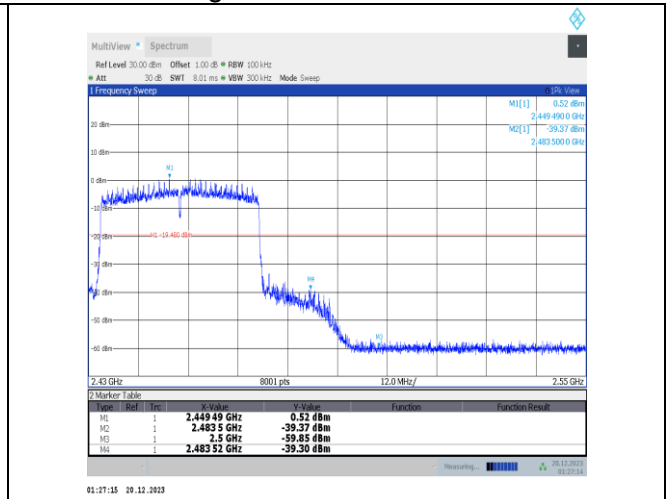 MultiView Spectrum
Ref Level 30.00 dBm Offset 1.00 dB RBW 100 kHz
Att 30 dB SWT 8.01 ms VBW 300 kHz Mode Sweep
1 Frequency Sweep 1Pk View
M1[1] 0.52 dBm
2.449 490 0 GHz
M2[1] -39.37 dBm
2.483 500 0 GHz
20 dBm
10 dBm
M1
0 dBm
-10 dBm
-20 dBm H1 -19.480 dBm
-30 dBm
M4
-50 dBm
M3
-60 dBm
2.43 GHz 8001 pts 12.0 MHz/ 2.55 GHz
2 Marker Table
Type Ref Trc X-Value Y-Value Function Function Result
M1 1 2.449 49 GHz 0.52 dBm
M2 1 2.483 5 GHz -39.37 dBm
M3 1 2.5 GHz -59.85 dBm
M4 1 2.483 52 GHz -39.30 dBm
Measuring... 20.12.2023
01:27:14
01:27:15 20.12.2023